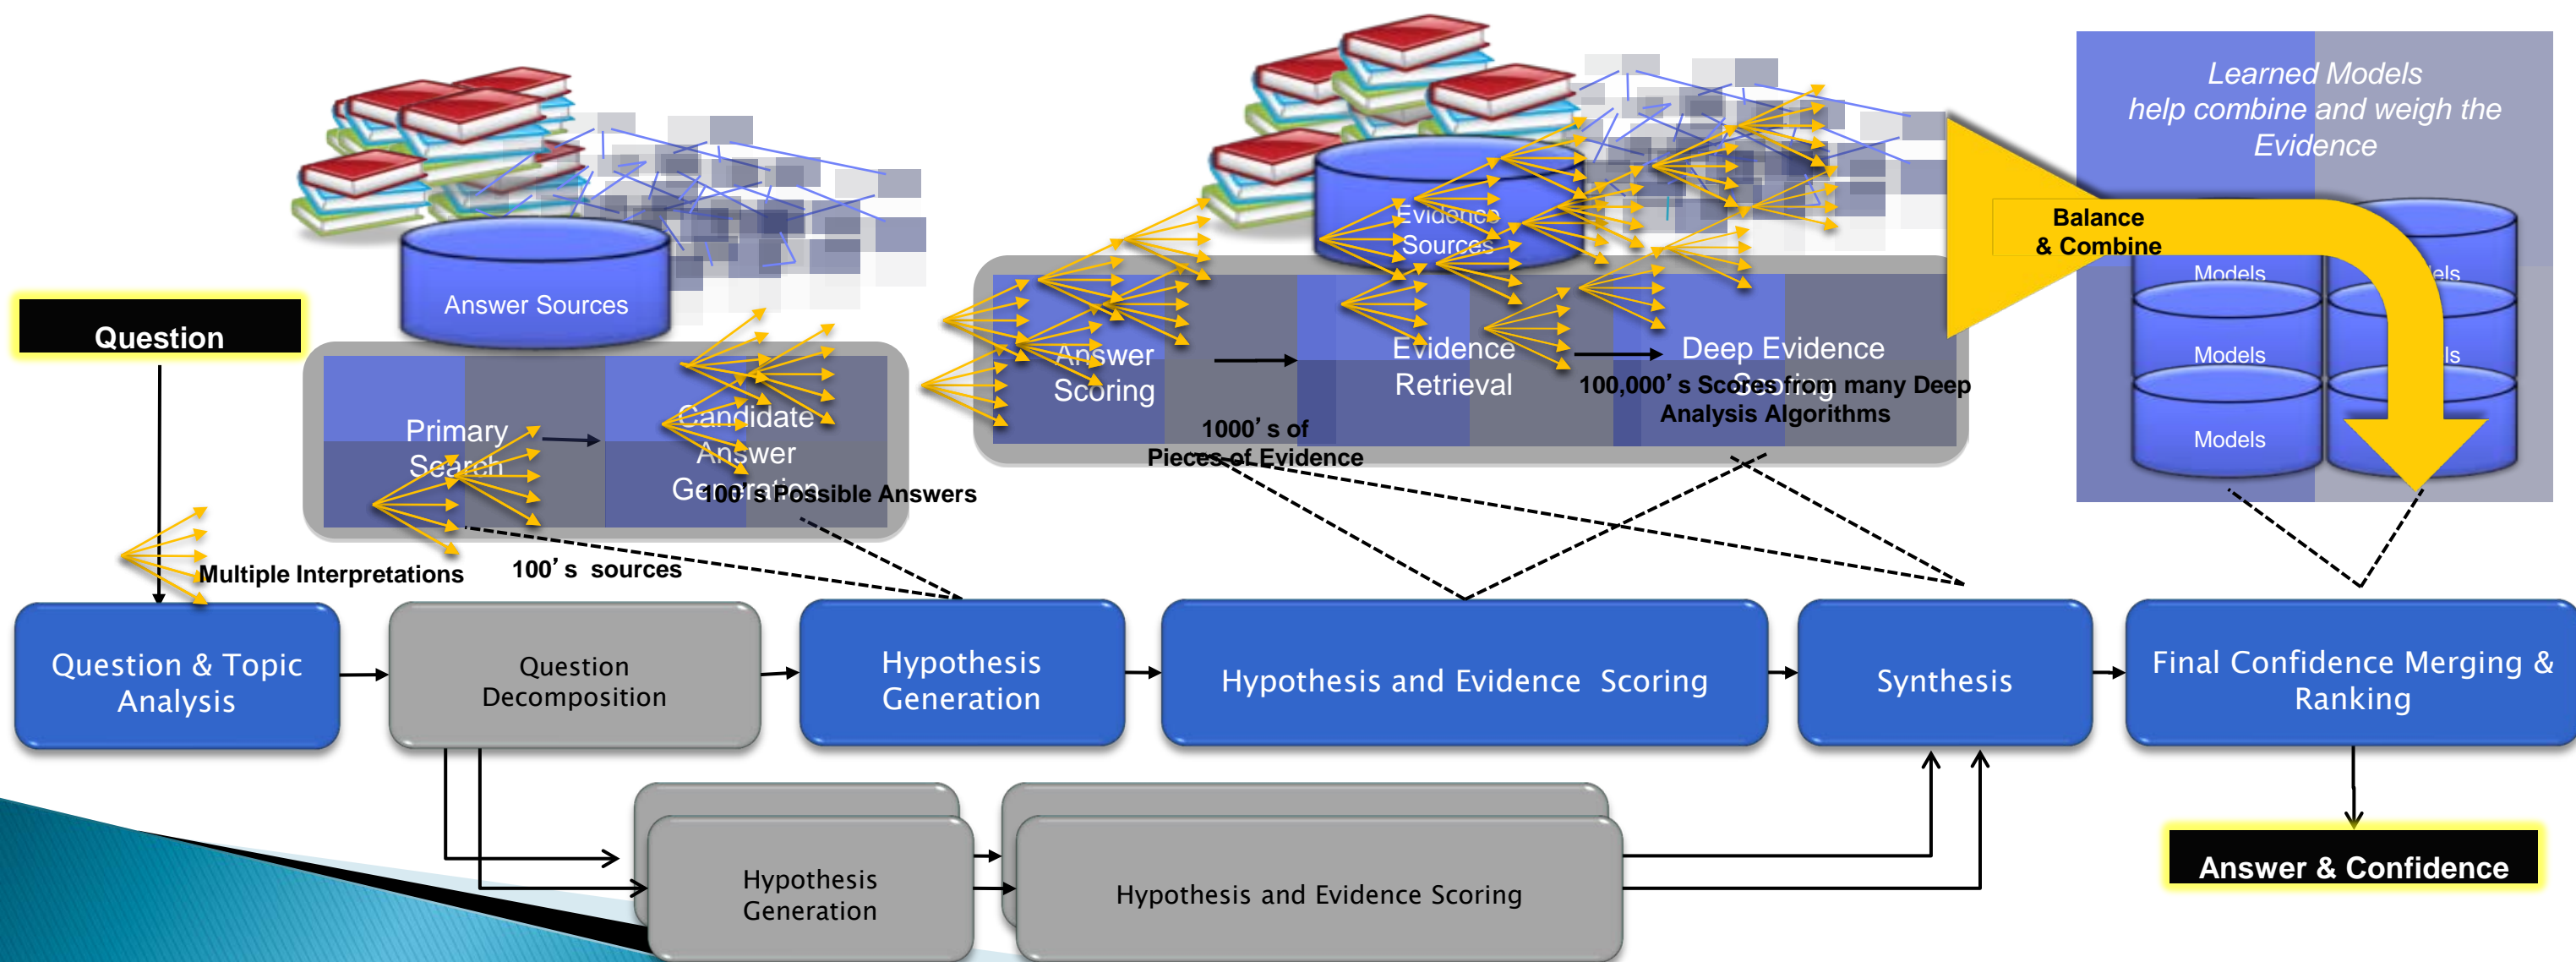 Learned Models
help combine and weigh the
Evidence
Evidence
Sources
Balance
& Combine
Models
Models
Models
Answer Sources
Question
Answer
Scoring
Evidence
Retrieval
Deep Evidence
Scoring
100,000's Scores from many Deep
Analysis Algorithms
Primary
Search
Candidate
Answer
Generation
1000's of
Pieces of Evidence
100's Possible Answers
Multiple Interpretations
100's sources
Question & Topic
Analysis
Question
Decomposition
Hypothesis
Generation
Hypothesis and Evidence Scoring
Synthesis
Final Confidence Merging &
Ranking
Hypothesis
Generation
Hypothesis and Evidence Scoring
Answer & Confidence